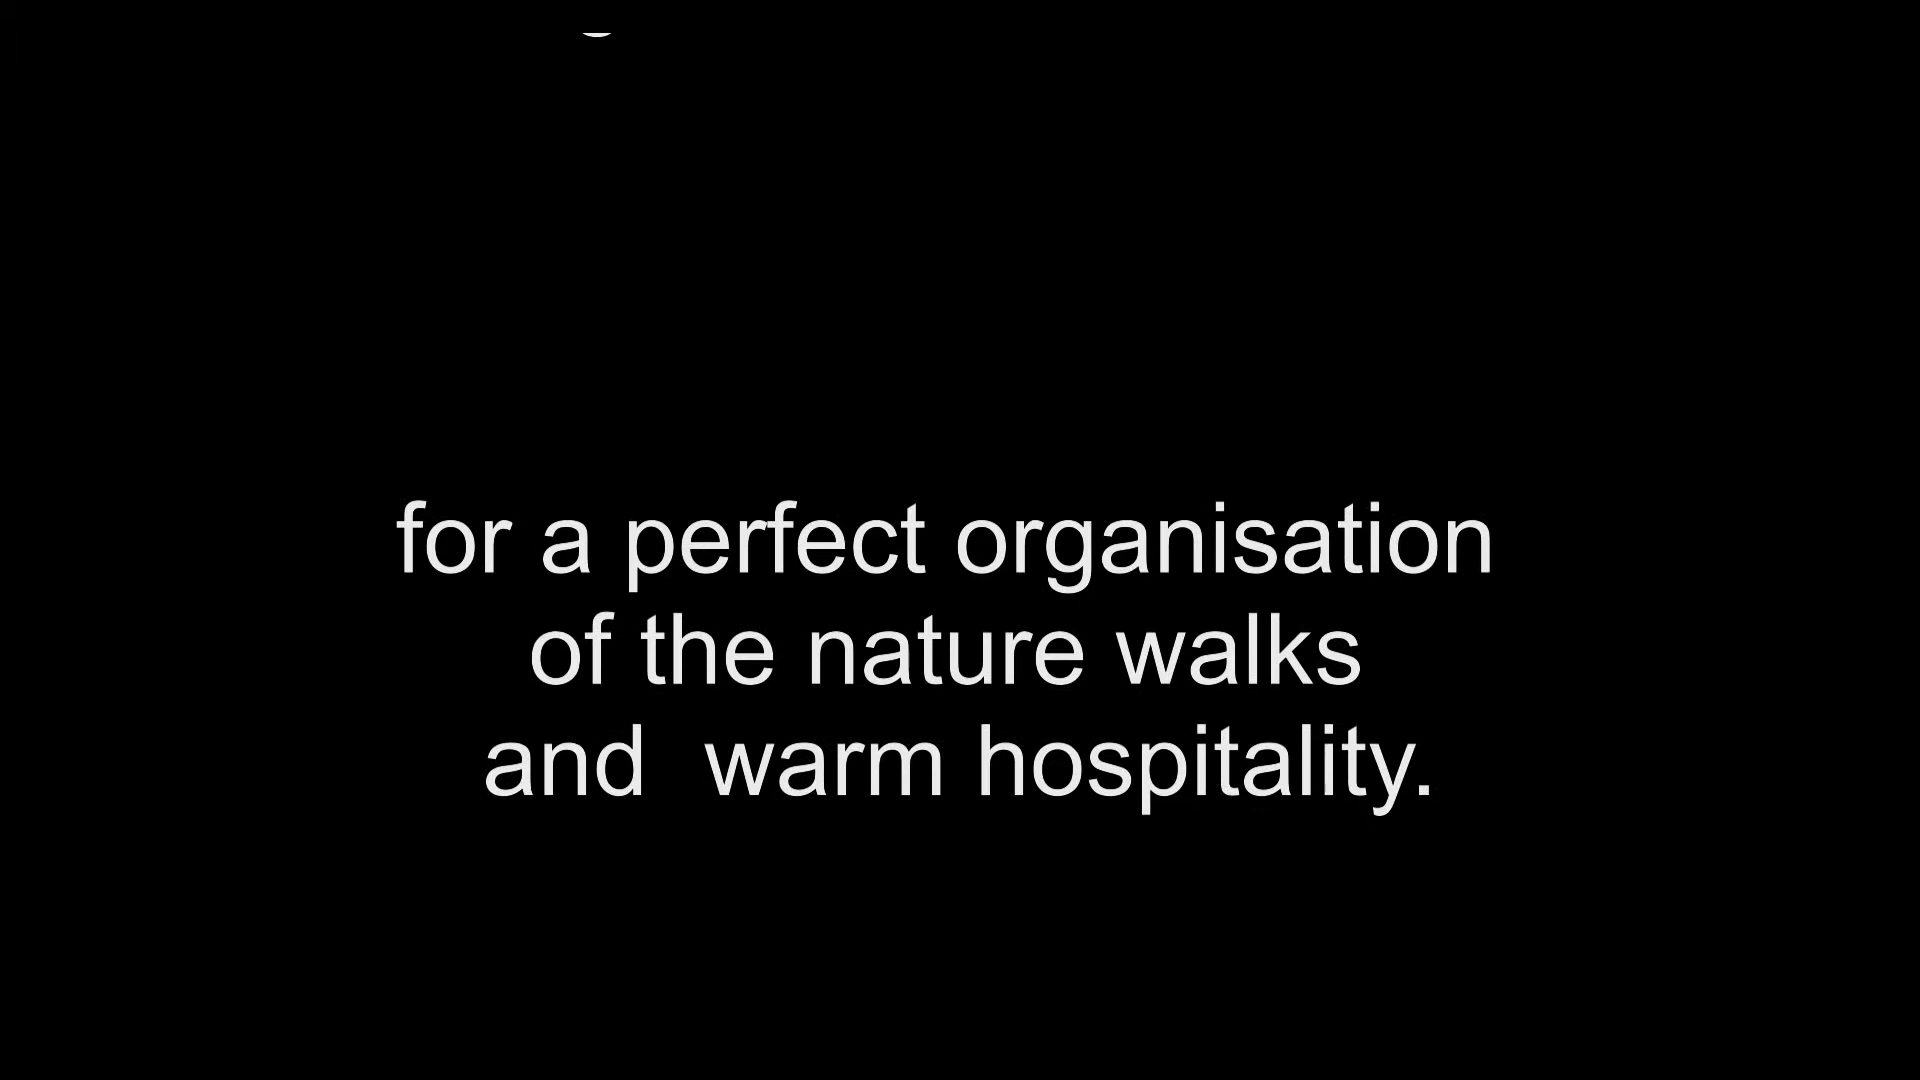 for a perfect organisation
of the nature walks
and  warm hospitality.